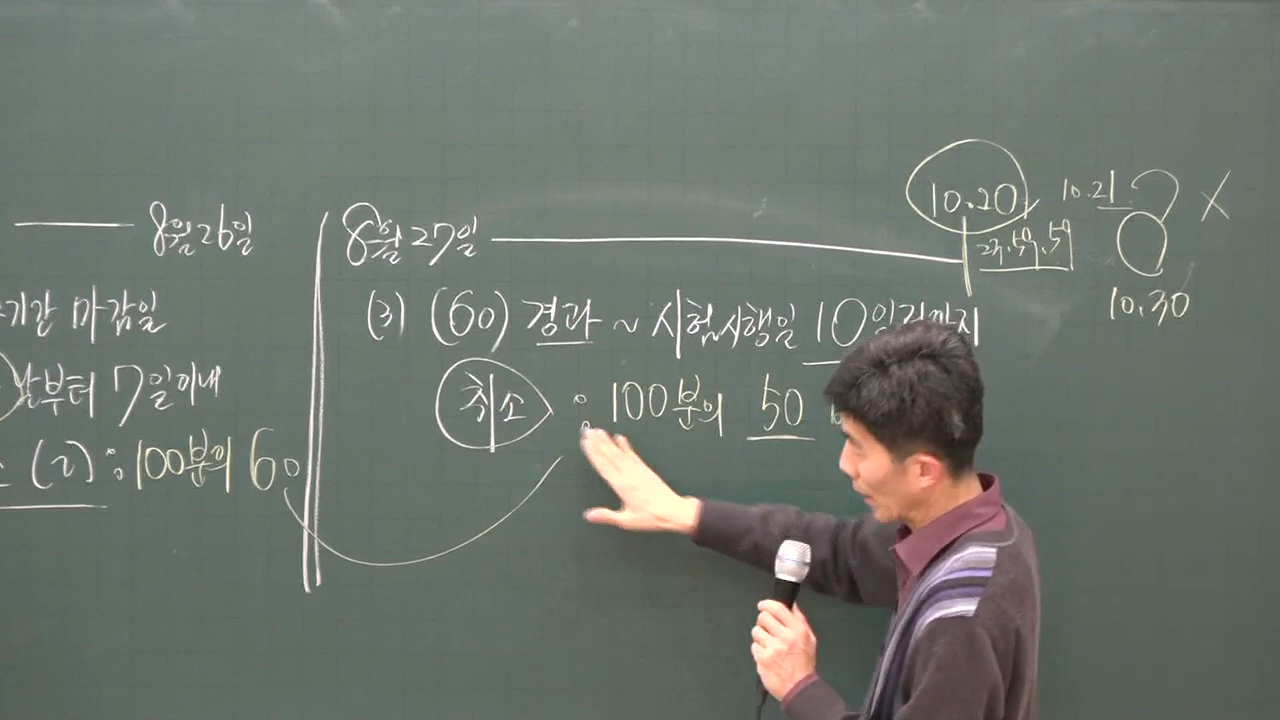 8월 26일
기간 마감일
날부터 7일이내
(2) : 100분의 60
8월 27일
10.20
10.21
23, 59, 59
10.30
(3) (60) 경과 ~ 시험시행일 10일전까지
취소 : 100분의 50